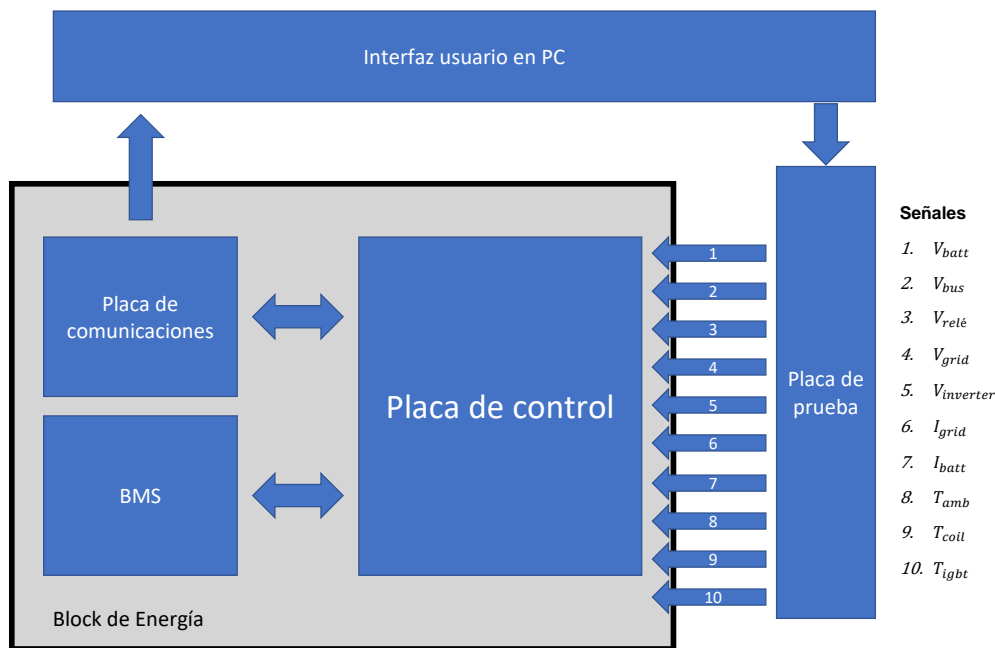 Interfaz usuario en PC
Placa de
comunicaciones
BMS
Placa de control
Block de Energía
1
2
3
4
5
6
7
8
9
10
Placa de
prueba
Señales
1. V_batt
2. V_bus
3. V_relé
4. V_grid
5. V_inverter
6. I_grid
7. I_batt
8. T_amb
9. T_coil
10. T_igbt